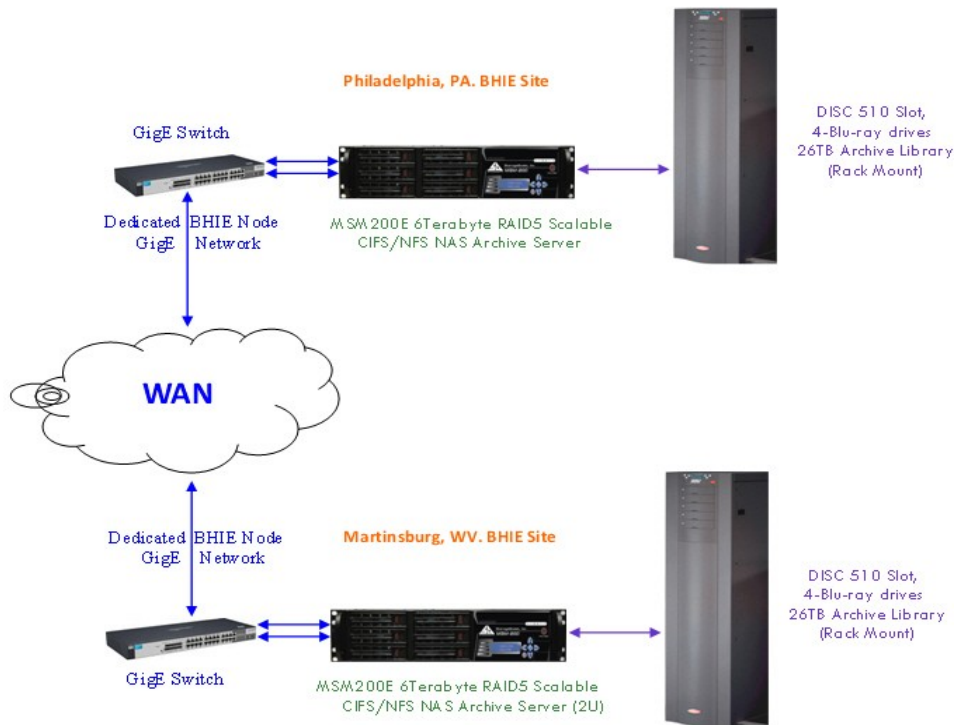 Philadelphia, PA. BHIE Site
GigE Switch
DISC 510 Slot,
4-Blu-ray drives
26TB Archive Library
(Rack Mount)
Dedicated BHIE Node
GigE Network
MSM200E 6Terabyte RAID5 Scalable
CIFS/NFS NAS Archive Server
WAN
Dedicated BHIE Node
GigE Network
Martinsburg, WV. BHIE Site
DISC 510 Slot,
4-Blu-ray drives
26TB Archive Library
(Rack Mount)
GigE Switch
MSM200E 6Terabyte RAID5 Scalable
CIFS/NFS NAS Archive Server (2U)